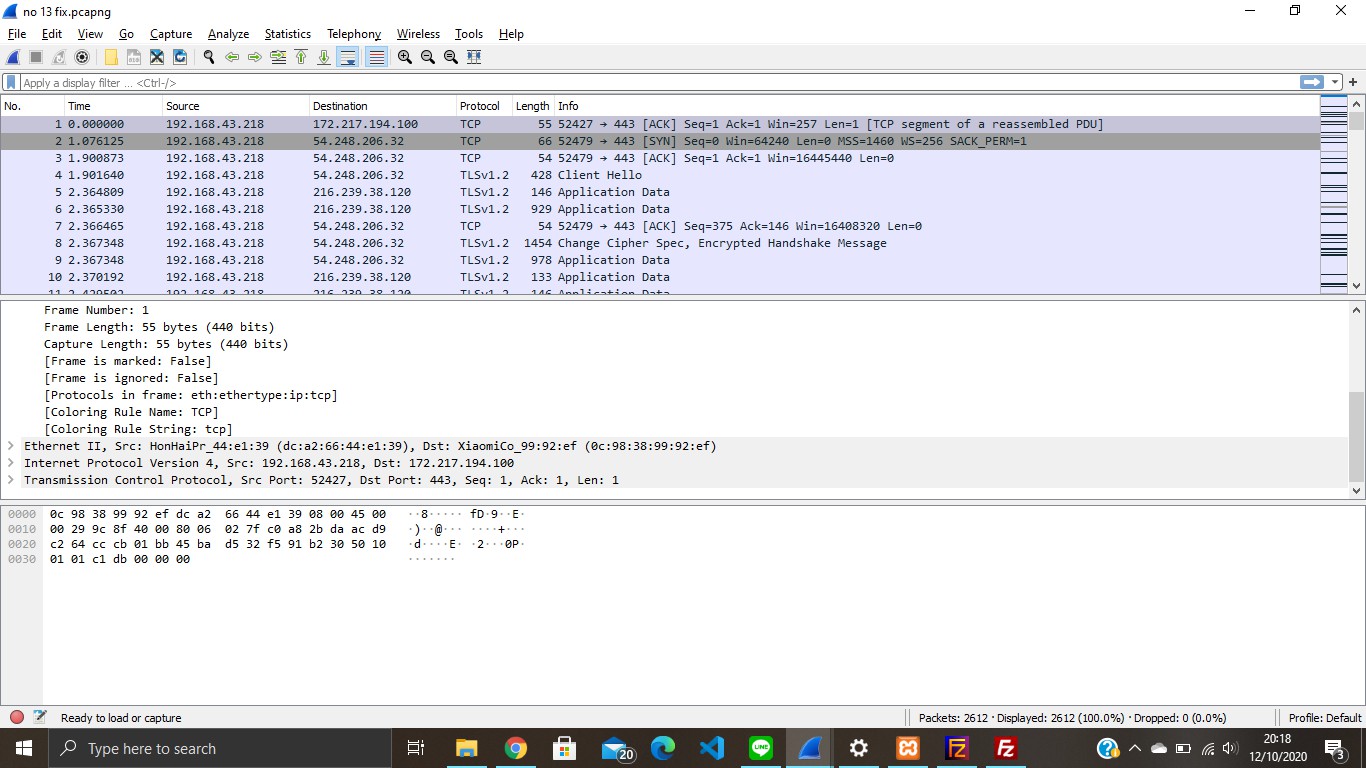 no 13 fix.pcapng
File Edit View Go Capture Analyze Statistics Telephony Wireless Tools Help
Apply a display filter ... <Ctrl-/>
No. Time Source Destination Protocol Length Info
1 0.000000 192.168.43.218 172.217.194.100 TCP 55 52427 → 443 [ACK] Seq=1 Ack=1 Win=257 Len=1 [TCP segment of a reassembled PDU]
2 1.076125 192.168.43.218 54.248.206.32 TCP 66 52479 → 443 [SYN] Seq=0 Win=64240 Len=0 MSS=1460 WS=256 SACK_PERM=1
3 1.900873 192.168.43.218 54.248.206.32 TCP 54 52479 → 443 [ACK] Seq=1 Ack=1 Win=16445440 Len=0
4 1.901640 192.168.43.218 54.248.206.32 TLSv1.2 428 Client Hello
5 2.364809 192.168.43.218 216.239.38.120 TLSv1.2 146 Application Data
6 2.365330 192.168.43.218 216.239.38.120 TLSv1.2 929 Application Data
7 2.366465 192.168.43.218 54.248.206.32 TCP 54 52479 → 443 [ACK] Seq=375 Ack=146 Win=16408320 Len=0
8 2.367348 192.168.43.218 54.248.206.32 TLSv1.2 1454 Change Cipher Spec, Encrypted Handshake Message
9 2.367348 192.168.43.218 54.248.206.32 TLSv1.2 978 Application Data
10 2.370192 192.168.43.218 216.239.38.120 TLSv1.2 133 Application Data
11 2.429502 192.168.43.218 216.239.38.120 TLSv1.2 146 Application Data
Frame Number: 1
Frame Length: 55 bytes (440 bits)
Capture Length: 55 bytes (440 bits)
[Frame is marked: False]
[Frame is ignored: False]
[Protocols in frame: eth:ethertype:ip:tcp]
[Coloring Rule Name: TCP]
[Coloring Rule String: tcp]
Ethernet II, Src: HonHaiPr_44:e1:39 (dc:a2:66:44:e1:39), Dst: XiaomiCo_99:92:ef (0c:98:38:99:92:ef)
Internet Protocol Version 4, Src: 192.168.43.218, Dst: 172.217.194.100
Transmission Control Protocol, Src Port: 52427, Dst Port: 443, Seq: 1, Ack: 1, Len: 1
0000 0c 98 38 99 92 ef dc a2 66 44 e1 39 08 00 45 00 ··8····· fD·9··E·
0010 00 29 9c 8f 40 00 80 06 02 7f c0 a8 2b da ac d9 ·)··@··· ····+···
0020 c2 64 cc cb 01 bb 45 ba d5 32 f5 91 b2 30 50 10 ·d····E· ·2···0P·
0030 01 01 c1 db 00 00 00 ·······
Ready to load or capture
Packets: 2612 · Displayed: 2612 (100.0%) · Dropped: 0 (0.0%)
Profile: Default
Type here to search
20
LINE
20:18
12/10/2020
3